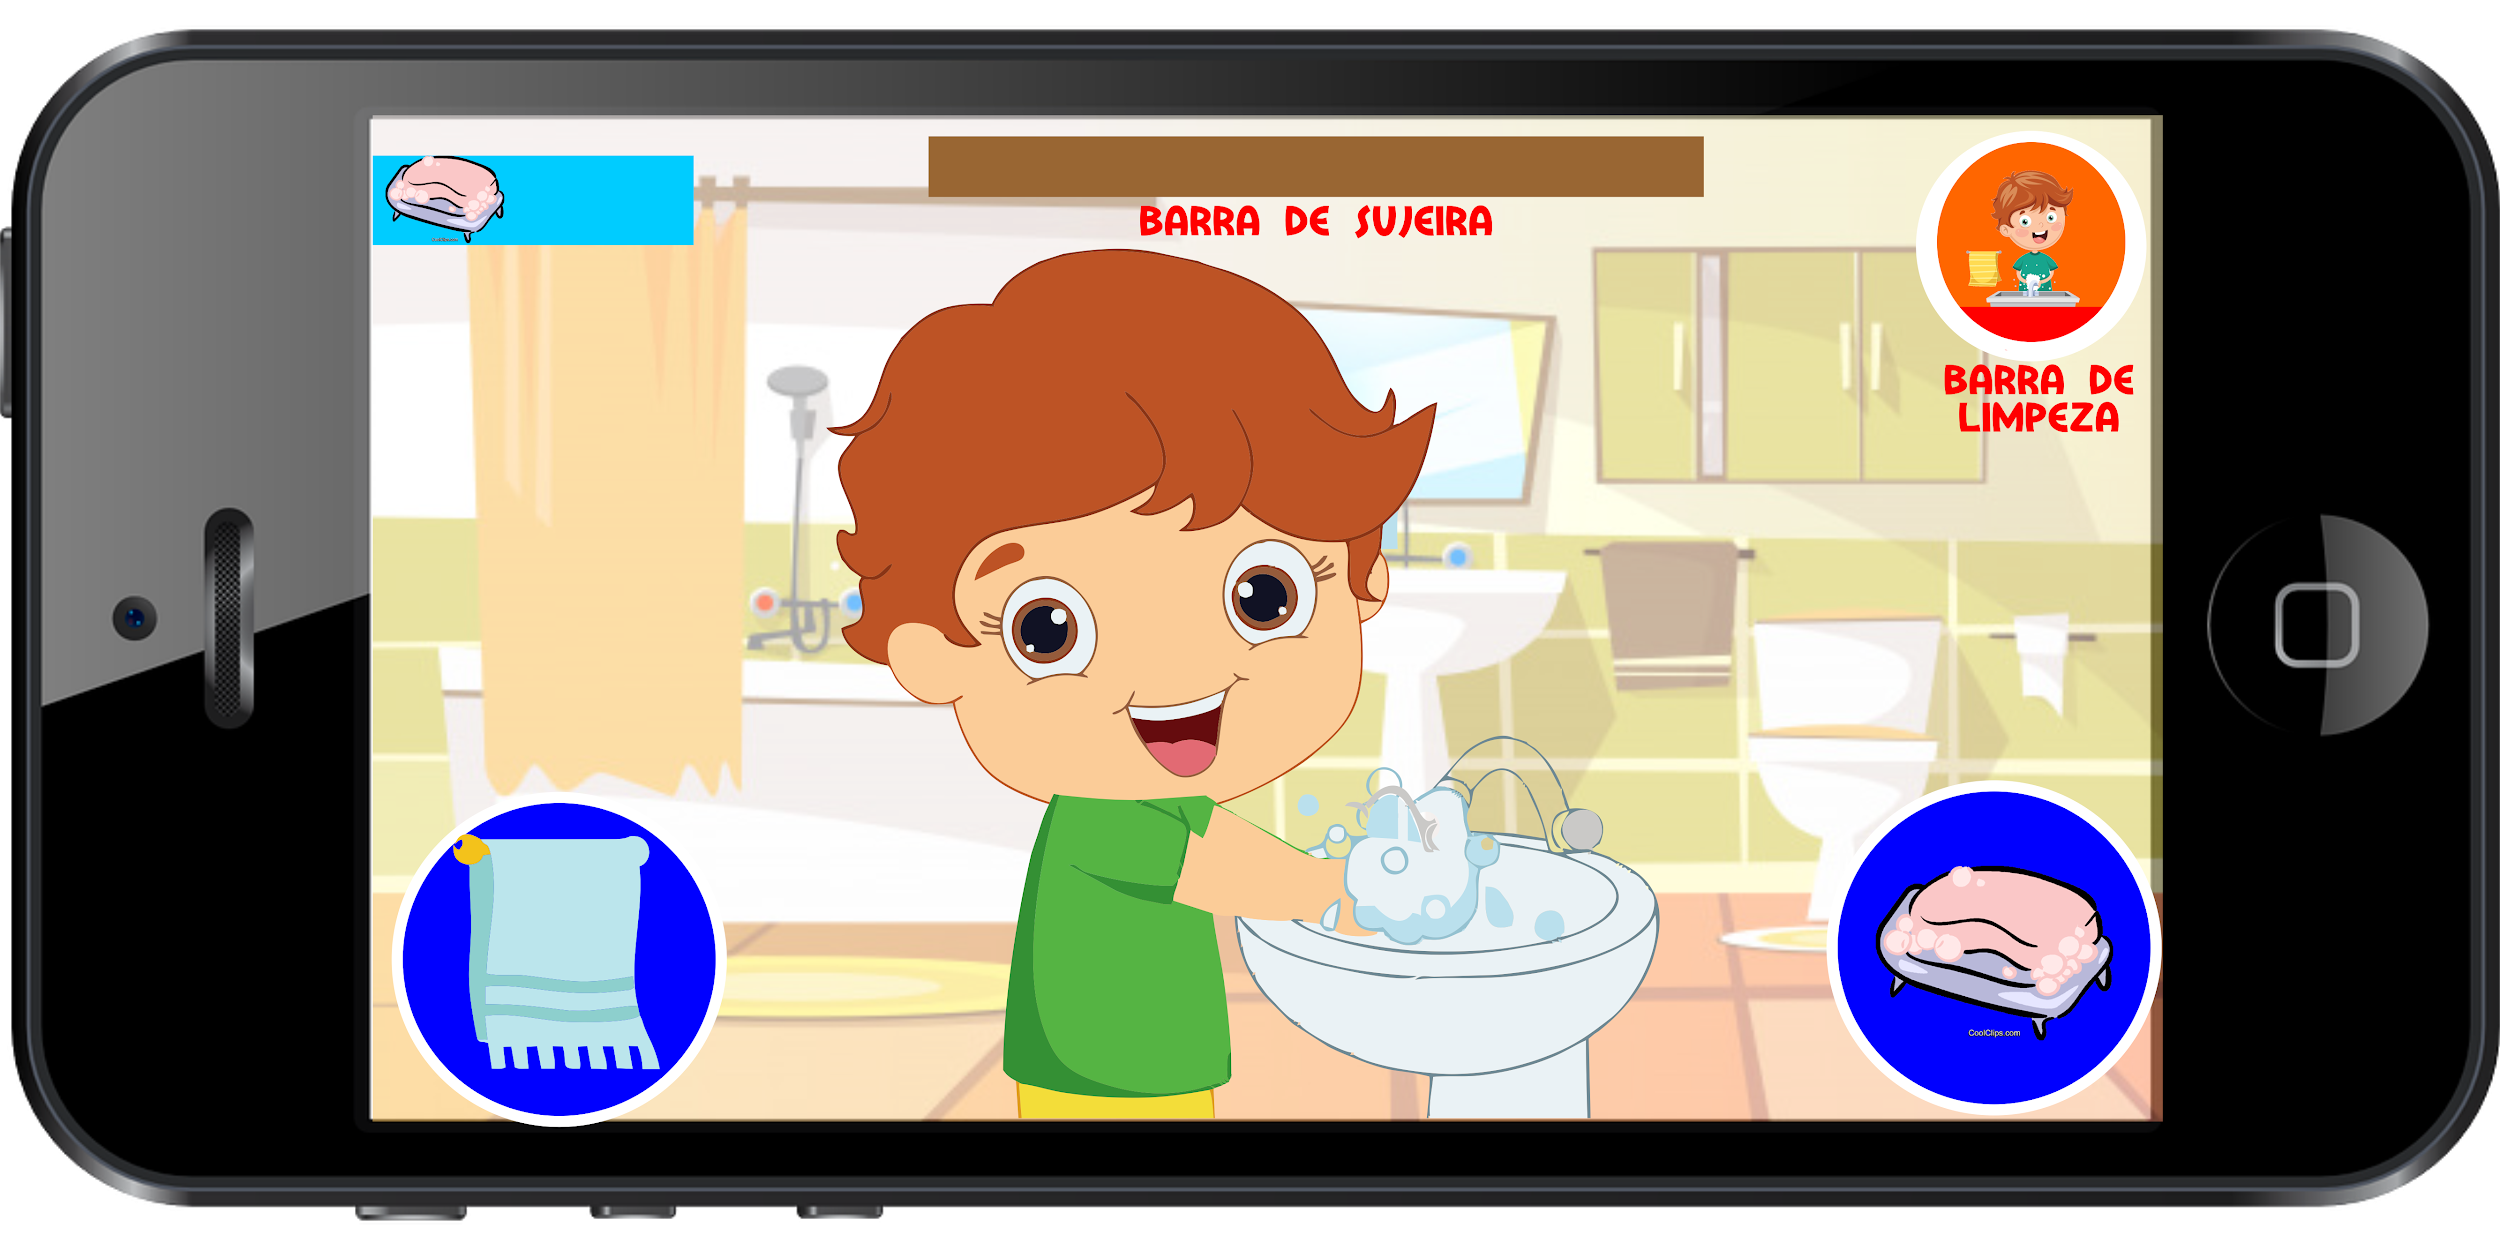 BARRA DE SUJEIRA
BARRA DE
LIMPEZA
CoolClips.com